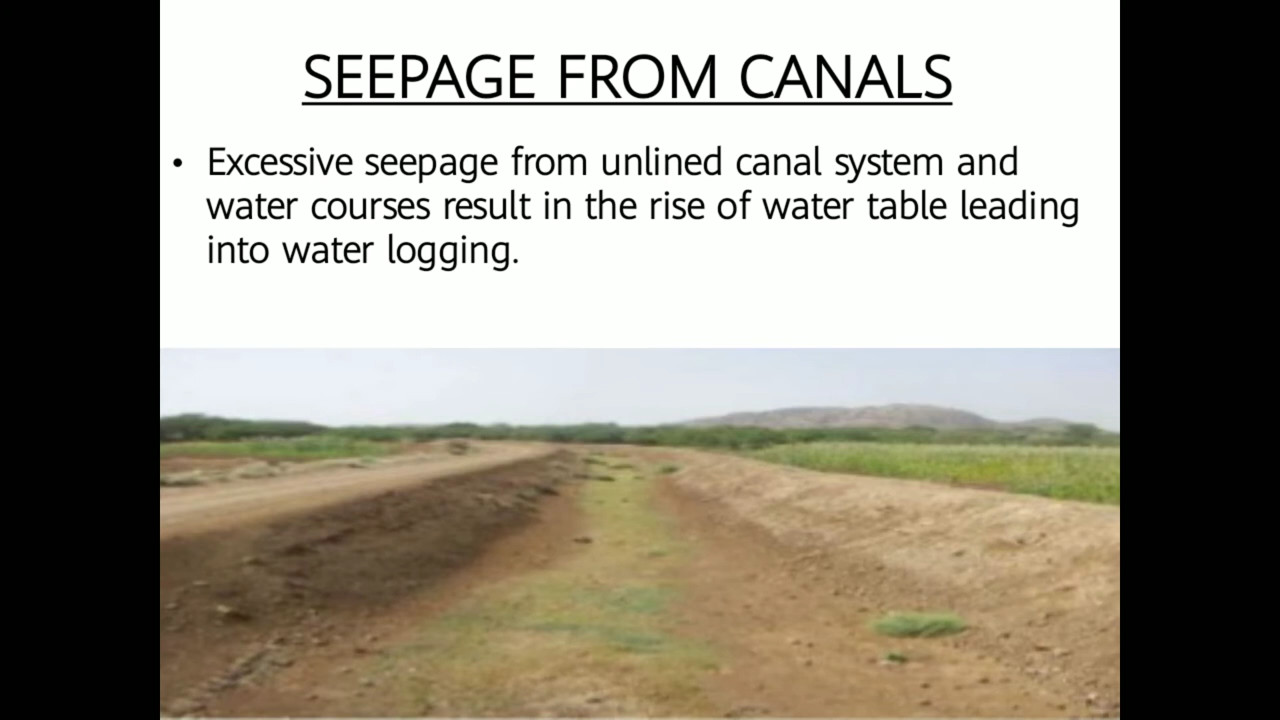 SEEPAGE FROM CANALS
• Excessive seepage from unlined canal system and
water courses result in the rise of water table leading
into water logging.